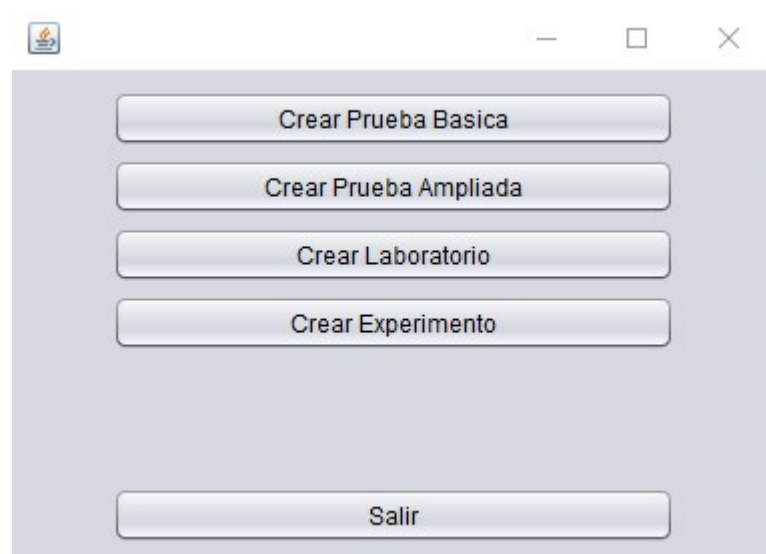 Crear Prueba Basica
Crear Prueba Ampliada
Crear Laboratorio
Crear Experimento
Salir